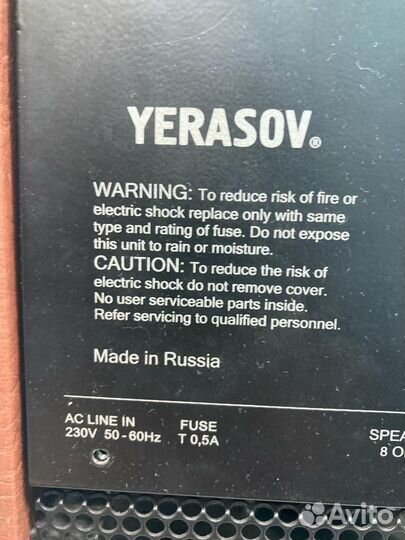 YERASOV®
WARNING: To reduce risk of fire or
electric shock replace only with same
type and rating of fuse. Do not expose
this unit to rain or moisture.
CAUTION: To reduce the risk of
electric shock do not remove cover.
No user serviceable parts inside.
Refer servicing to qualified personnel.
Made in Russia
AC LINE IN FUSE
230V 50-60Hz T 0,5A
SPEA
8 O
Avito